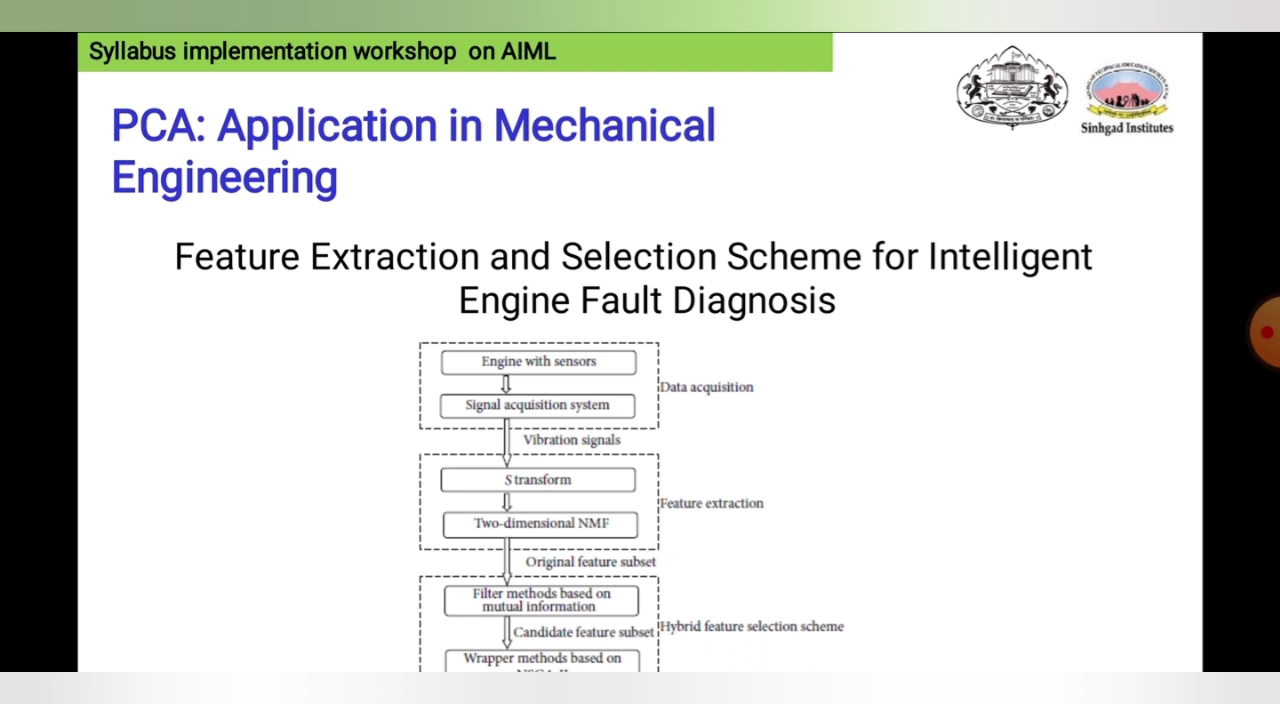 Syllabus implementation workshop on AIML
Sinhgad Institutes
PCA: Application in Mechanical
Engineering
Feature Extraction and Selection Scheme for Intelligent
Engine Fault Diagnosis
Engine with sensors
Data acquisition
Signal acquisition system
Vibration signals
S transform
Feature extraction
Two-dimensional NMF
Original feature subset
Filter methods based on
mutual information
Hybrid feature selection scheme
Candidate feature subset
Wrapper methods based on